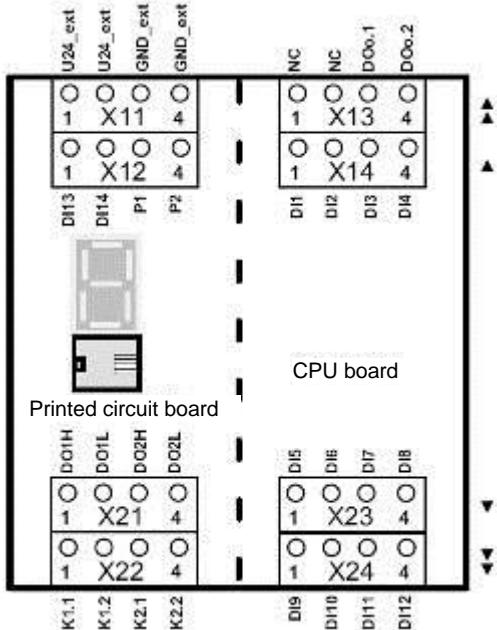 U24_ext U24_ext GND_ext GND_ext
NC NC DOo.1 DOo.2
1 X11 4
1 X13 4
1 X12 4
1 X14 4
DI13 DI14 P1 P2
DI1 DI2 DI3 DI4
CPU board
Printed circuit board
DO1H DO1L DO2H DO2L
DI5 DI6 DI7 DI8
1 X21 4
1 X23 4
1 X22 4
1 X24 4
K1.1 K1.2 K2.1 K2.2
DI9 DI10 DI11 DI12